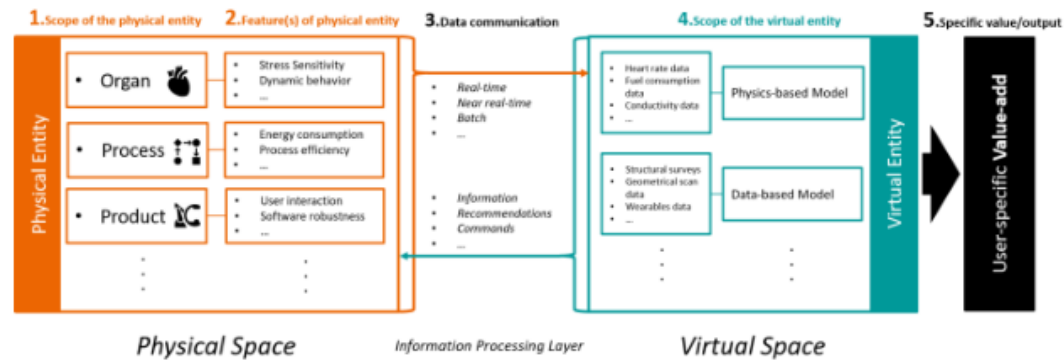 1.Scope of the physical entity
2.Feature(s) of physical entity
3.Data communication
4.Scope of the virtual entity
5.Specific value/output
Physical Entity
• Organ
• Stress Sensitivity
• Dynamic behavior
• ...
• Process
• Energy consumption
• Process efficiency
• ...
• Product
• User interaction
• Software robustness
• ...
• Real-time
• Near real-time
• Batch
• ...
• Information
• Recommendations
• Commands
• ...
• Heart rate data
• Fuel consumption
data
• Conductivity data
• ...
Physics-based Model
• Structural surveys
• Geometrical scan
data
• Wearables data
• ...
Data-based Model
Virtual Entity
User-specific Value-add
Physical Space
Information Processing Layer
Virtual Space